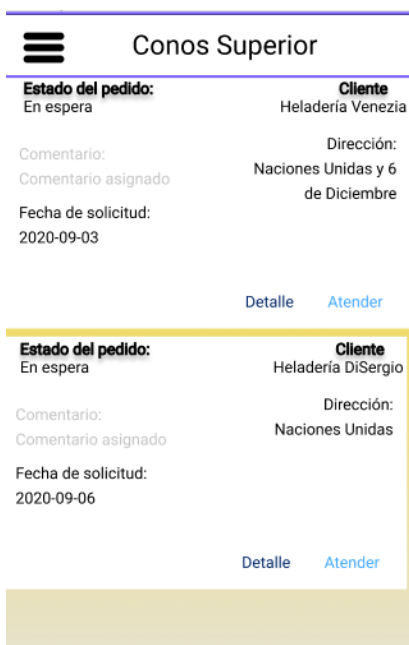 Conos Superior
Estado del pedido:
Cliente
En espera
Heladería Venezia
Dirección:
Comentario:
Naciones Unidas y 6
Comentario asignado
de Diciembre
Fecha de solicitud:
2020-09-03
Detalle Atender
Estado del pedido:
Cliente
En espera
Heladería DiSergio
Dirección:
Comentario:
Naciones Unidas
Comentario asignado
Fecha de solicitud:
2020-09-06
Detalle Atender